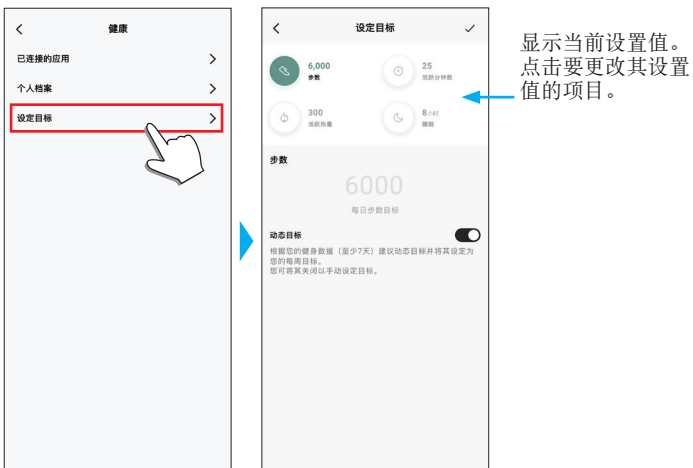 健康
已连接的应用
个人档案
设定目标
设定目标
6,000
步数
25
活跃分钟数
300
活跃热量
8小时
睡眠
步数
6000
每日步数目标
动态目标
根据您的健身数据（至少7天）建议动态目标并将其设定为
您的每周目标。
您可将其关闭以手动设定目标。
显示当前设置值。
点击要更改其设置
值的项目。